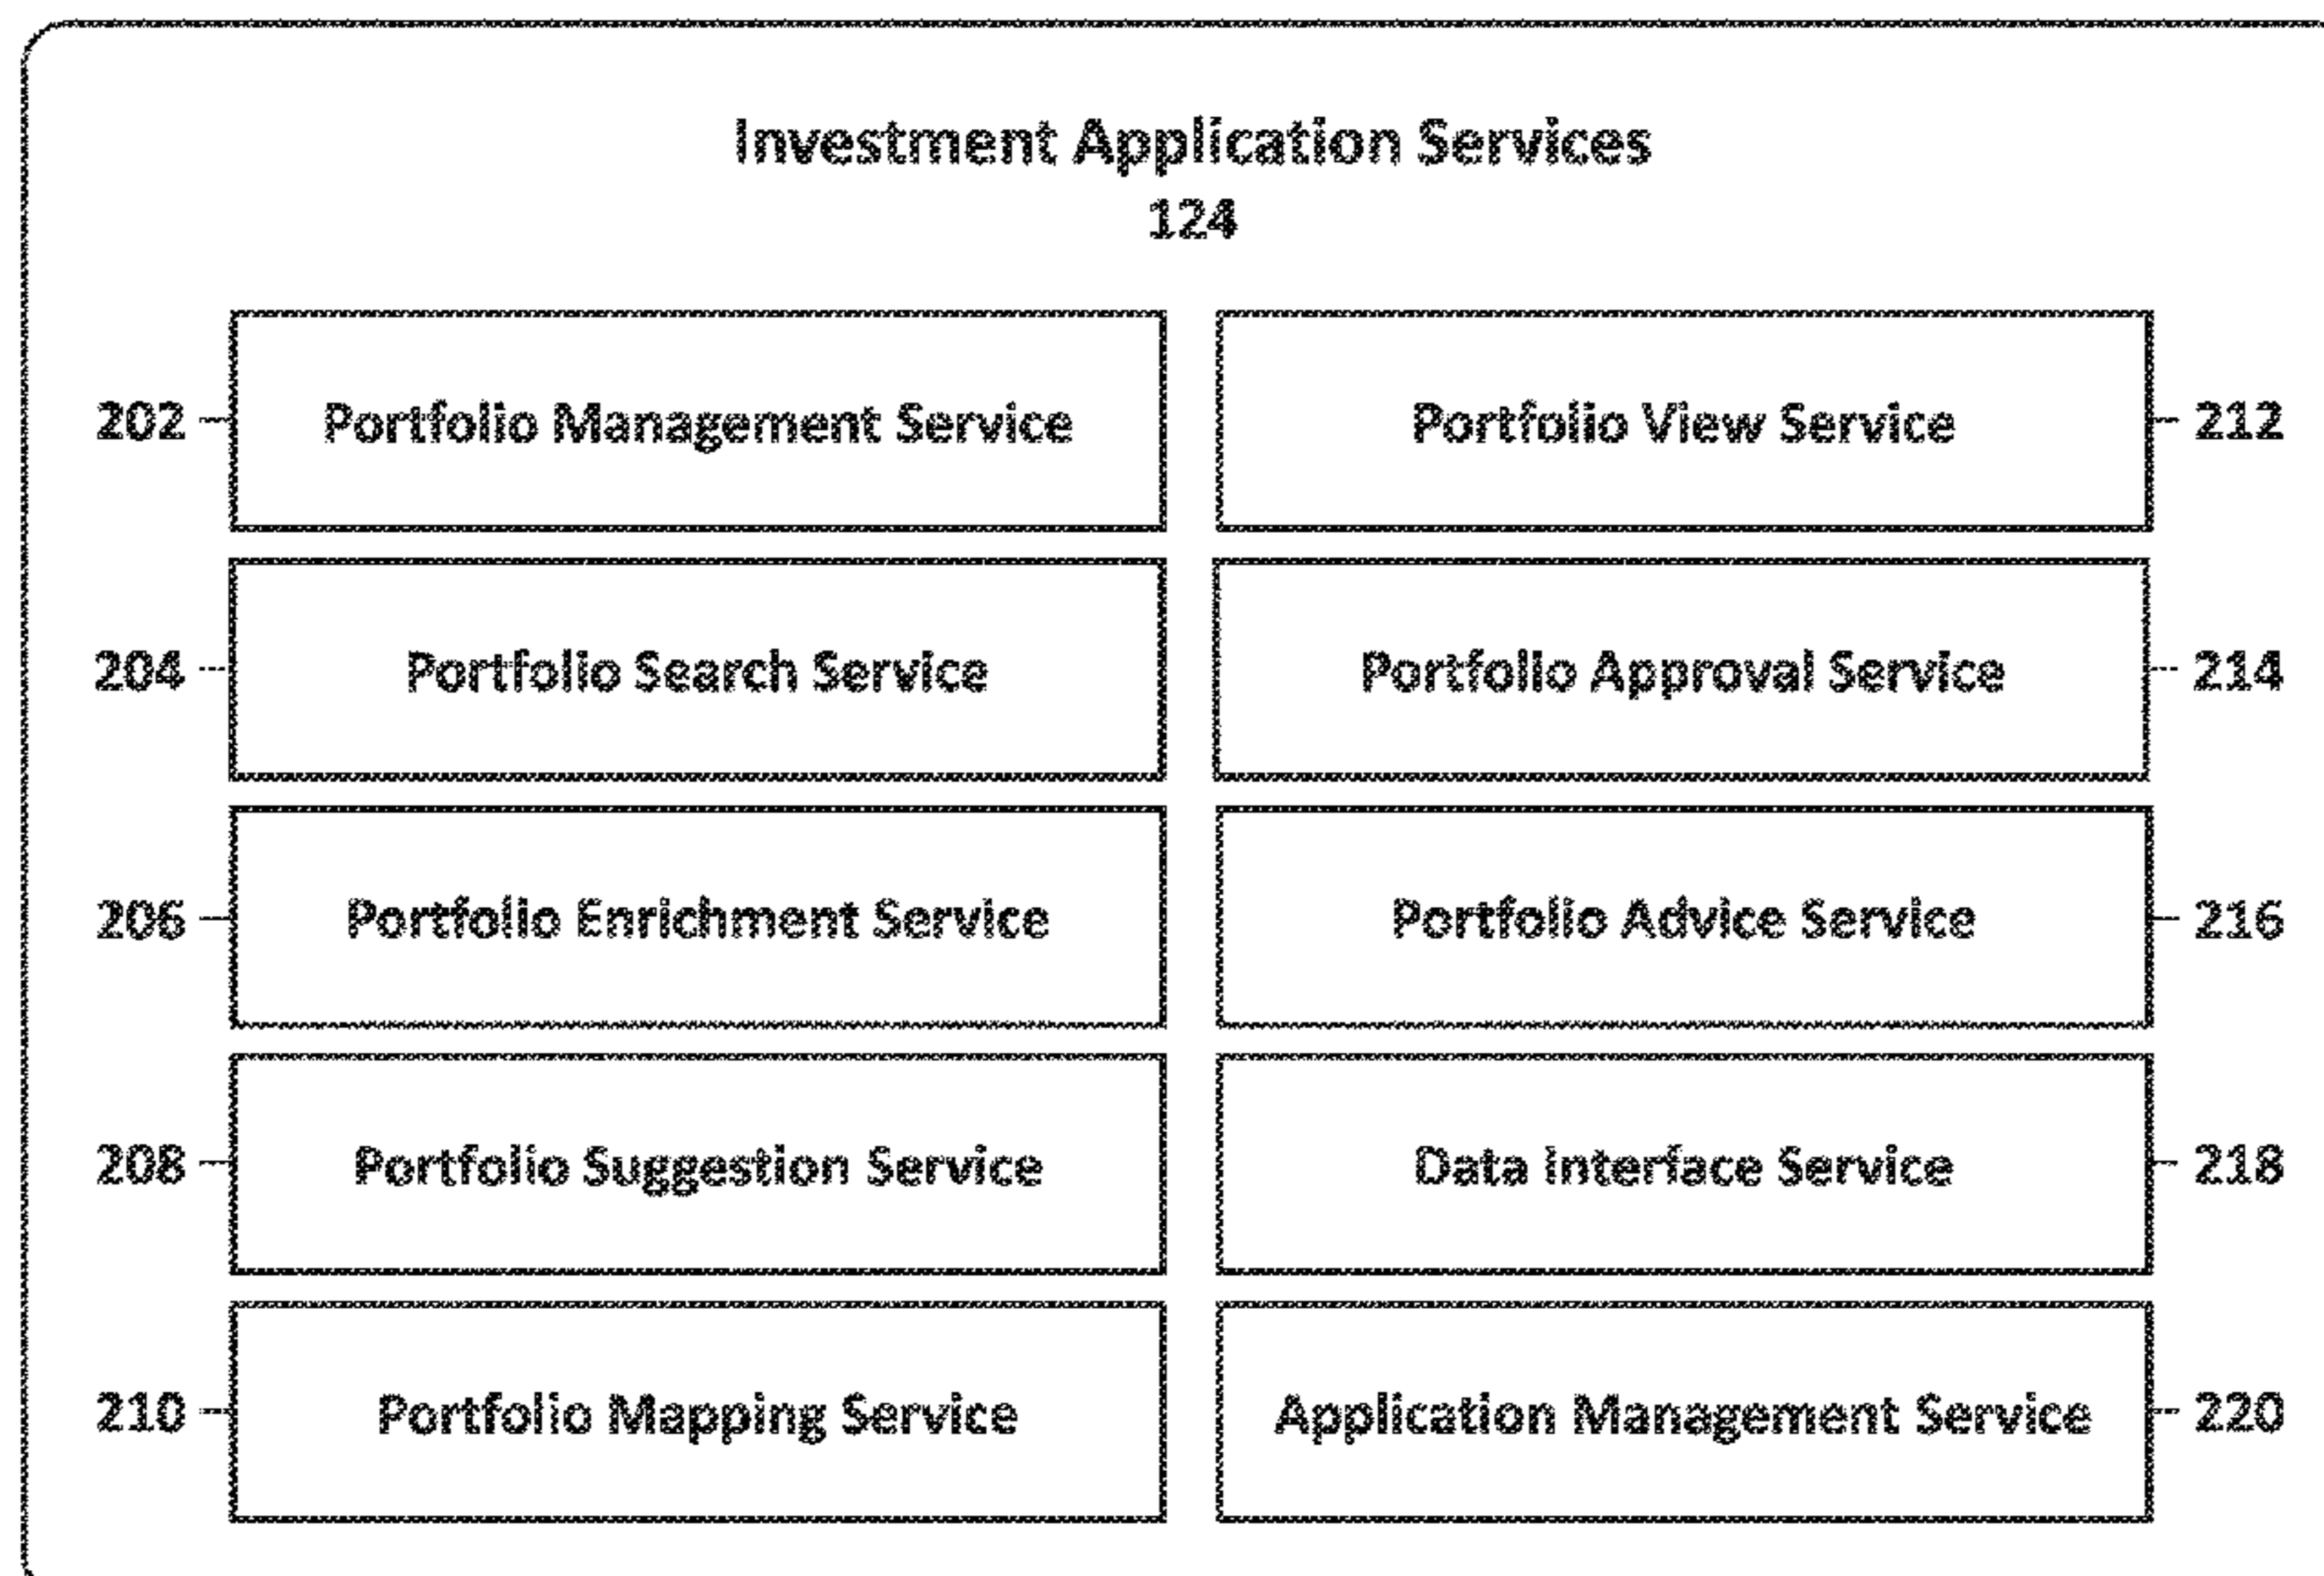 Investment Application Services
124
202 Portfolio Management Service
Portfolio View Service 212
204 Portfolio Search Service
Portfolio Approval Service 214
206 Portfolio Enrichment Service
Portfolio Advice Service 216
208 Portfolio Suggestion Service
Data Interface Service 218
210 Portfolio Mapping Service
Application Management Service 220